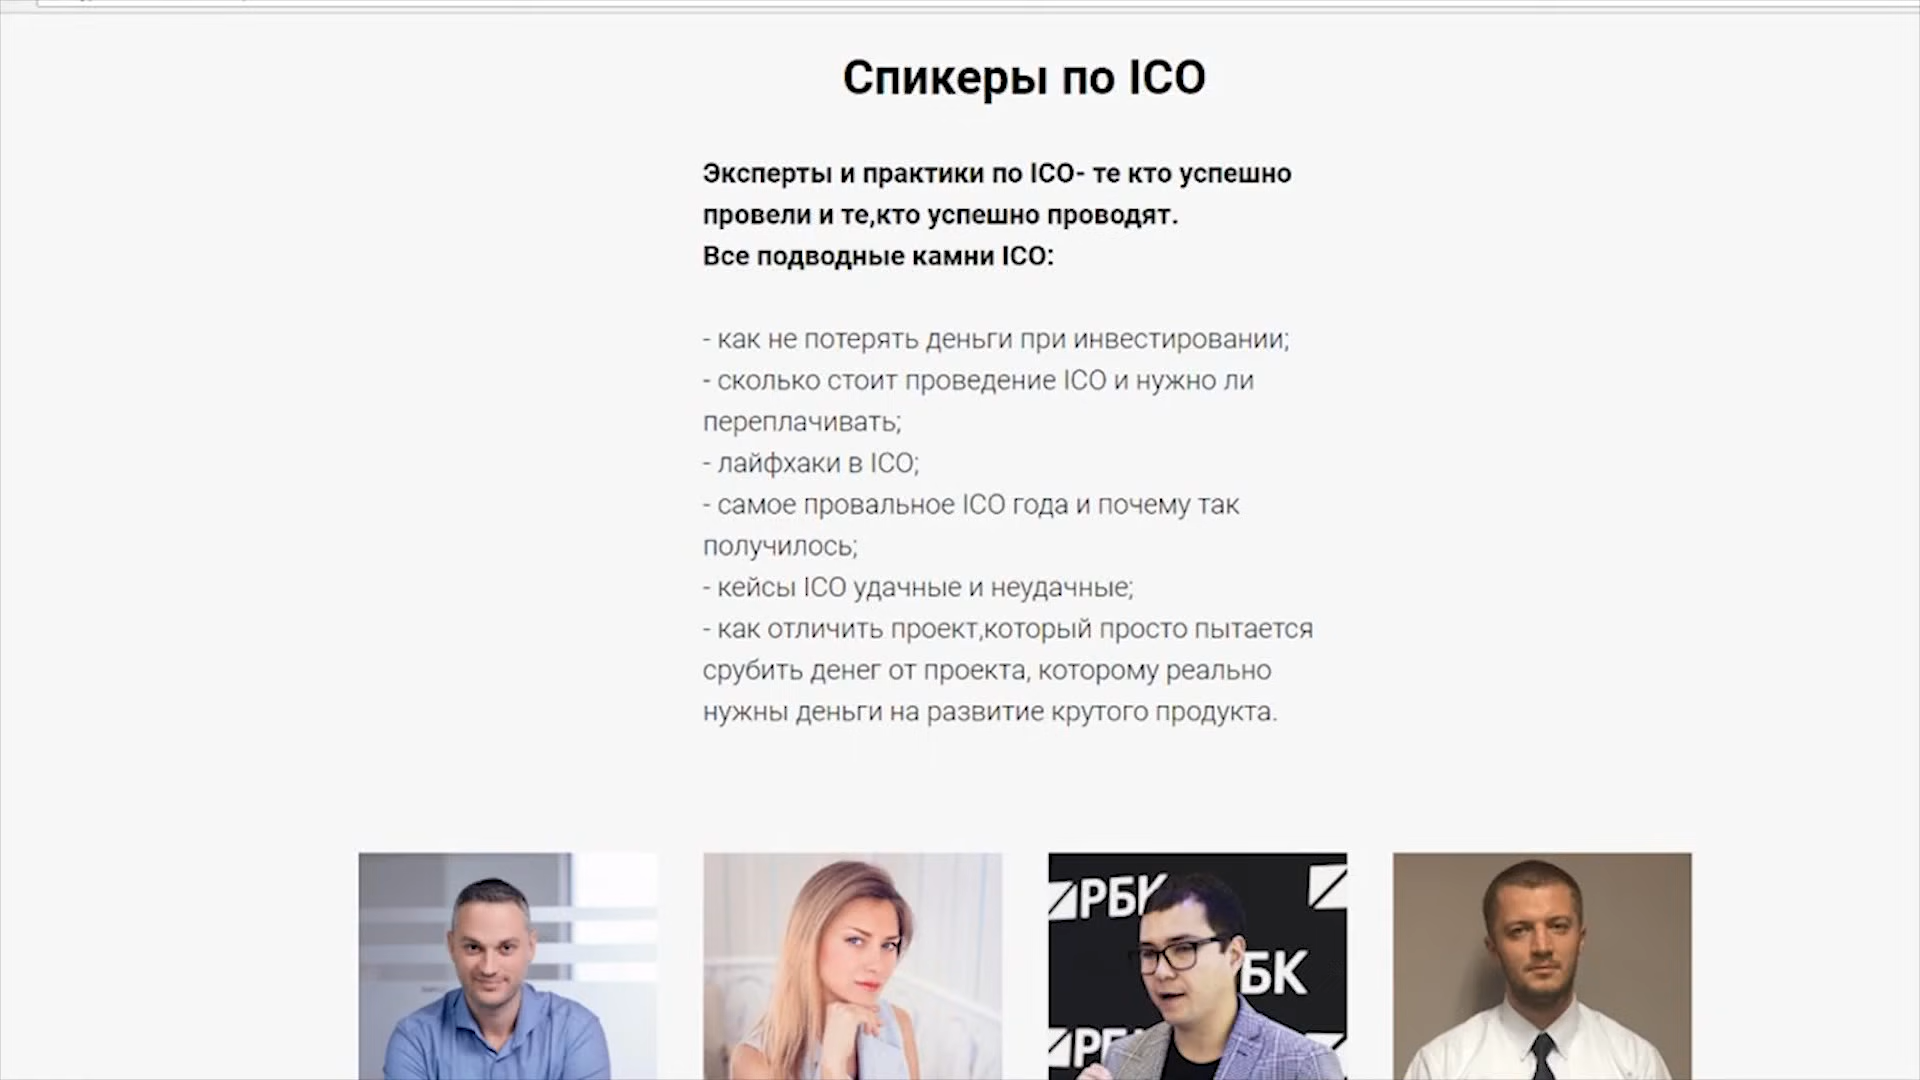 Спикеры по ICO
Эксперты и практики по ICO- те кто успешно
провели и те,кто успешно проводят.
Все подводные камни ICO:
- как не потерять деньги при инвестировании;
- сколько стоит проведение ICO и нужно ли
переплачивать;
- лайфхаки в ICO;
- самое провальное ICO года и почему так
получилось;
- кейсы ICO удачные и неудачные;
- как отличить проект,который просто пытается
срубить денег от проекта, которому реально
нужны деньги на развитие крутого продукта.
РБК
БК
РБ